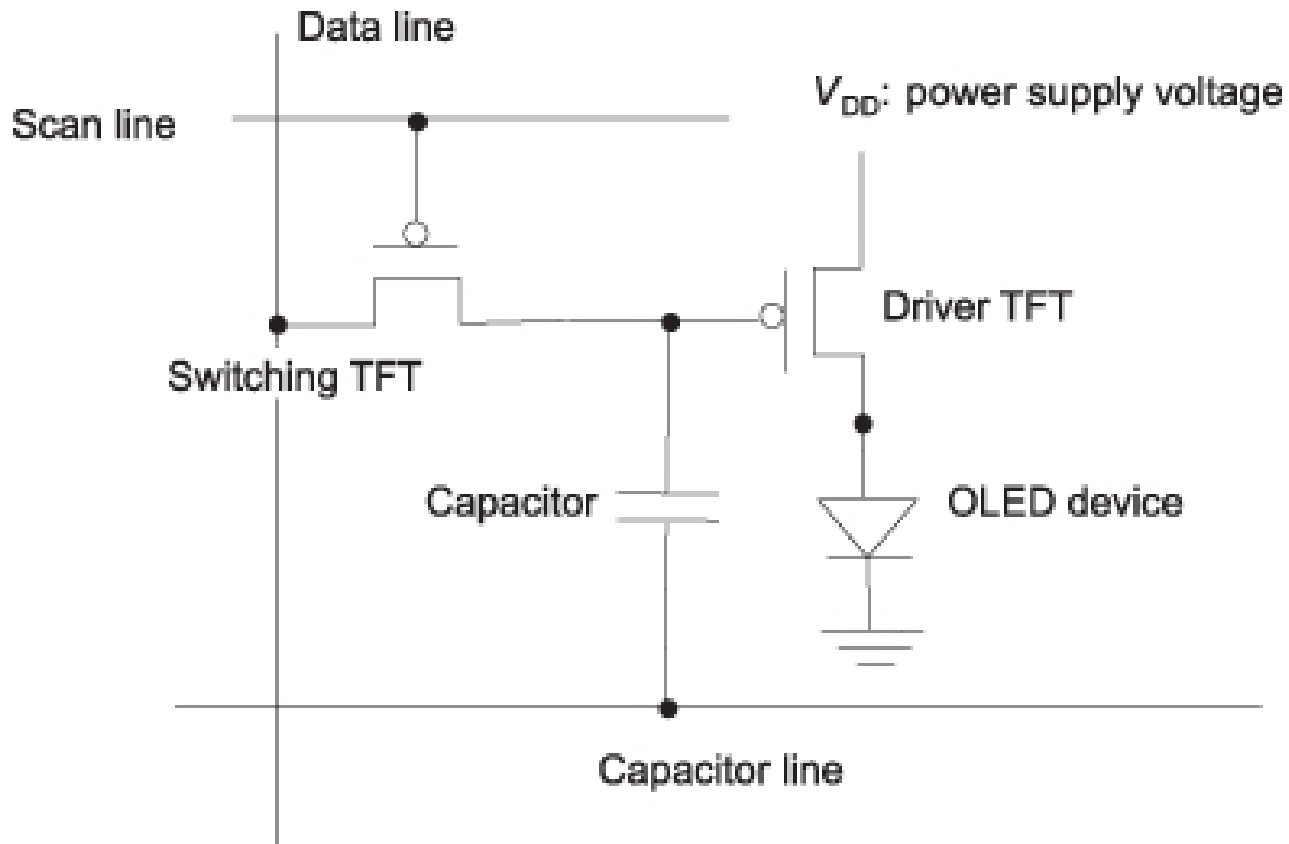 Data line
V_DD: power supply voltage
Scan line
Driver TFT
Switching TFT
Capacitor
OLED device
Capacitor line